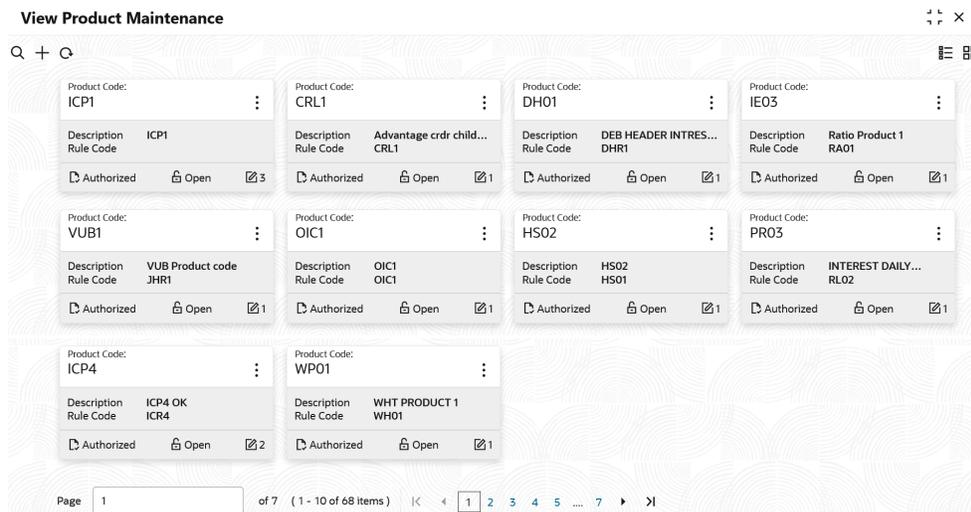 View Product Maintenance
Product Code: Product Code: Product Code: Product Code:
ICP1 CRL1 DH01 IE03
Description ICP1 Description Advantage crdr child... Description DEB HEADER INTRES... Description Ratio Product 1
Rule Code Rule Code CRL1 Rule Code DHR1 Rule Code RA01
Authorized Open 3 Authorized Open 1 Authorized Open 1 Authorized Open 1
Product Code: Product Code: Product Code: Product Code:
VUB1 OIC1 HS02 PR03
Description VUB Product code Description OIC1 Description HS02 Description INTEREST DAILY...
Rule Code JHR1 Rule Code OIC1 Rule Code HS01 Rule Code RL02
Authorized Open 1 Authorized Open 1 Authorized Open 1 Authorized Open 1
Product Code: Product Code:
ICP4 WP01
Description ICP4 OK Description WHT PRODUCT 1
Rule Code ICR4 Rule Code WH01
Authorized Open 2 Authorized Open 1
Page 1 of 7 ( 1 - 10 of 68 items ) 1 2 3 4 5 .... 7